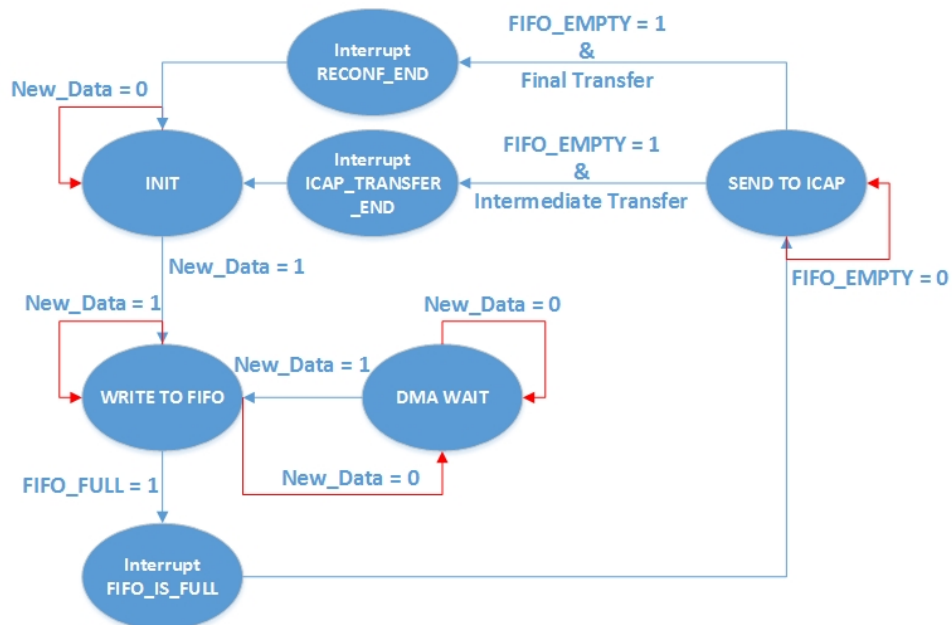 Interrupt
RECONF_END
FIFO_EMPTY = 1
&
Final Transfer
New_Data = 0
INIT
Interrupt
ICAP_TRANSFER
_END
FIFO_EMPTY = 1
&
Intermediate Transfer
SEND TO ICAP
FIFO_EMPTY = 0
New_Data = 1
New_Data = 1
New_Data = 0
WRITE TO FIFO
New_Data = 1
DMA WAIT
New_Data = 0
FIFO_FULL = 1
Interrupt
FIFO_IS_FULL